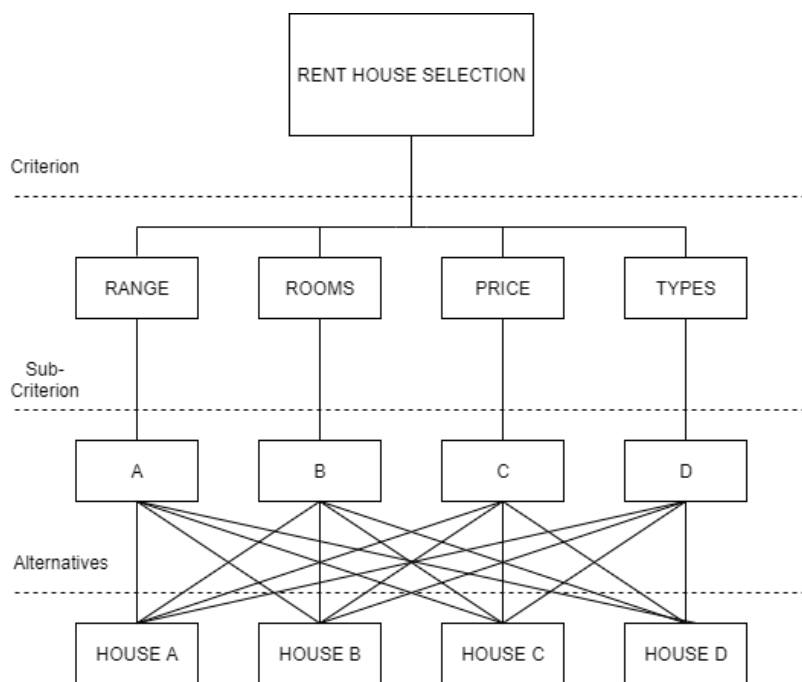 RENT HOUSE SELECTION
Criterion
RANGE
ROOMS
PRICE
TYPES
Sub-
Criterion
A
B
C
D
Alternatives
HOUSE A
HOUSE B
HOUSE C
HOUSE D